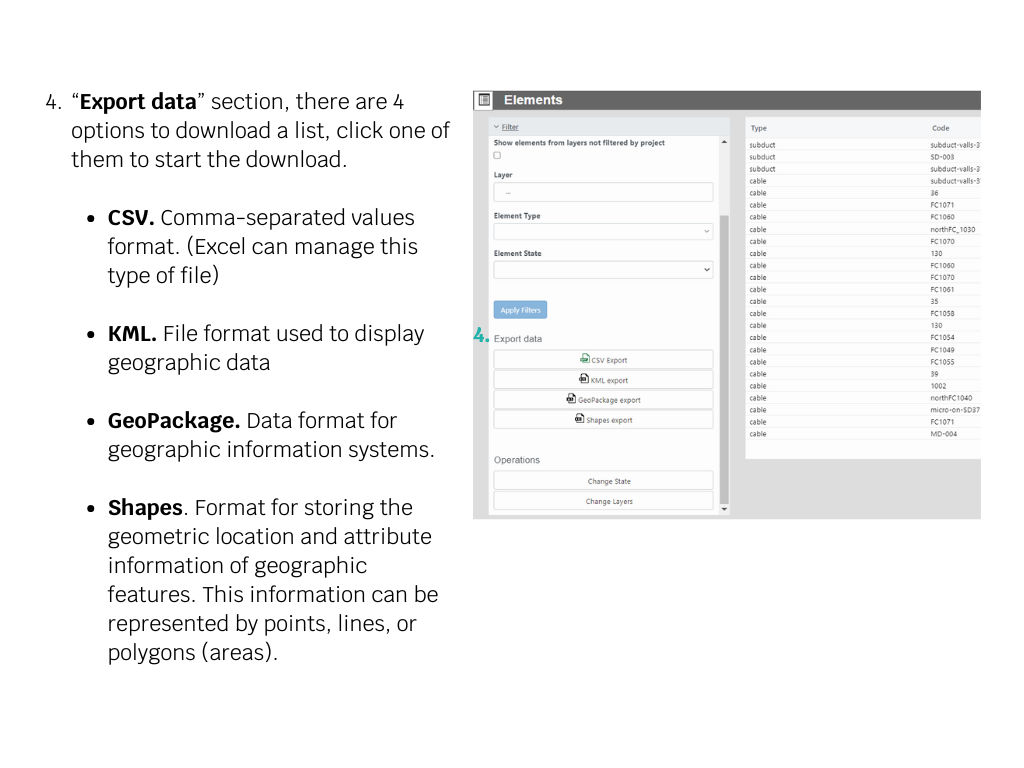 4. “Export data” section, there are 4
options to download a list, click one of
them to start the download.
• CSV. Comma-separated values
format. (Excel can manage this
type of file)
• KML. File format used to display
geographic data
• GeoPackage. Data format for
geographic information systems.
• Shapes. Format for storing the
geometric location and attribute
information of geographic
features. This information can be
represented by points, lines, or
polygons (areas).
Elements
Filter
Show elements from layers not filtered by project
Layer
--
Element Type
Element State
Apply Filters
4. Export data
CSV Export
KML export
GeoPackage export
Shapes export
Operations
Change State
Change Layers
Type Code
subduct subduct-valls-3
subduct SD-003
subduct subduct-valls-3
cable subduct-valls-3
cable 36
cable FC1071
cable FC1060
cable northFC_1030
cable FC1070
cable 130
cable FC1060
cable FC1070
cable FC1061
cable 35
cable FC1058
cable 130
cable FC1054
cable FC1049
cable FC1055
cable 39
cable 1002
cable northFC1040
cable micro-on-SD37
cable FC1071
cable MD-004